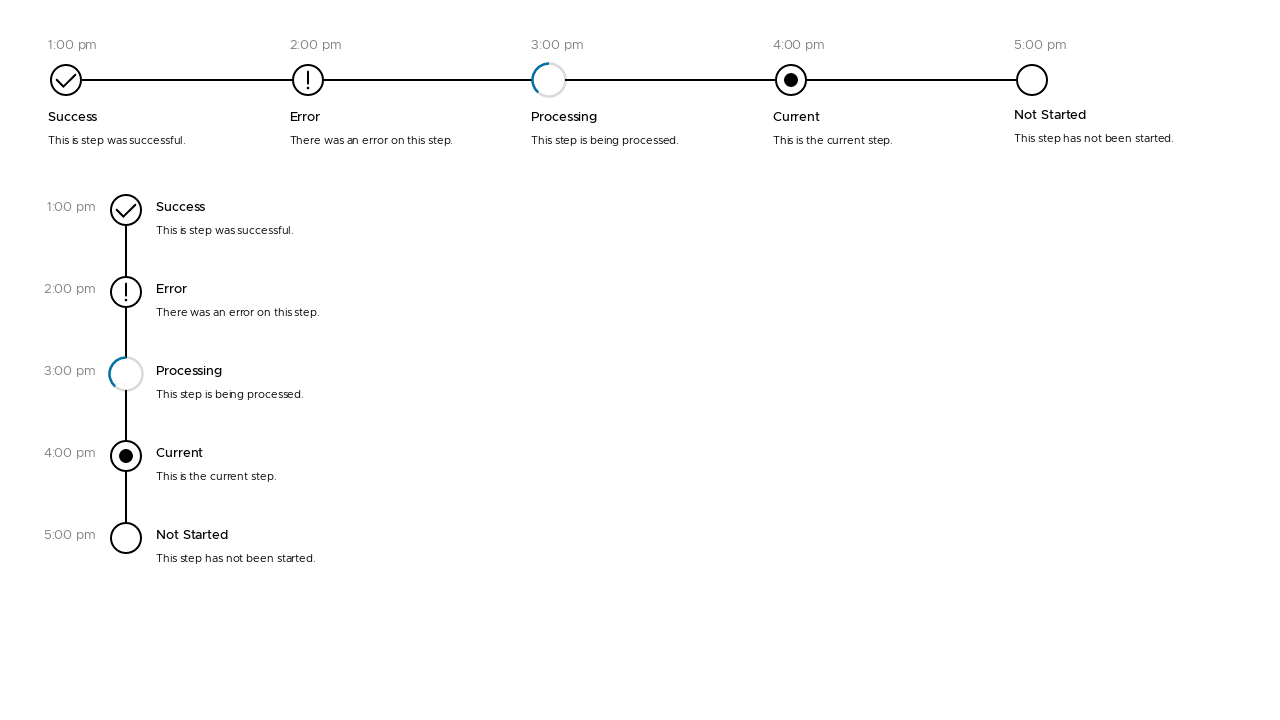 1:00 pm
2:00 pm
3:00 pm
4:00 pm
5:00 pm
Success
Error
Processing
Current
Not Started
This is step was successful.
There was an error on this step.
This step is being processed.
This is the current step.
This step has not been started.
1:00 pm
Success
This is step was successful.
2:00 pm
Error
There was an error on this step.
3:00 pm
Processing
This step is being processed.
4:00 pm
Current
This is the current step.
5:00 pm
Not Started
This step has not been started.